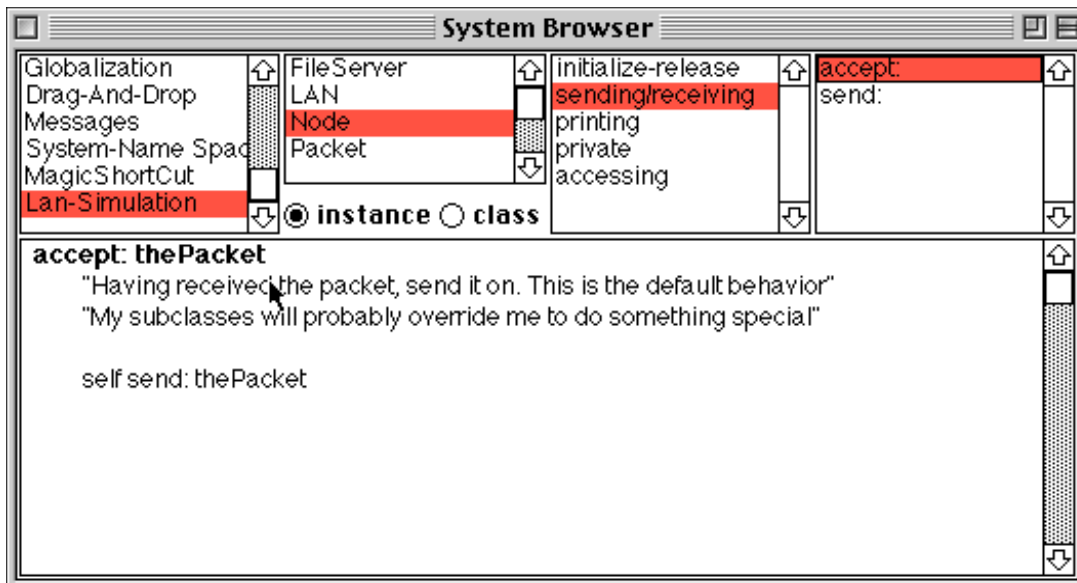 System Browser
Globalization
Drag-And-Drop
Messages
System-Name Spac
MagicShortCut
Lan-Simulation
FileServer
LAN
Node
Packet
instance class
initialize-release
sending/receiving
printing
private
accessing
accept:
send:
accept: thePacket
"Having received the packet, send it on. This is the default behavior"
"My subclasses will probably override me to do something special"
self send: thePacket